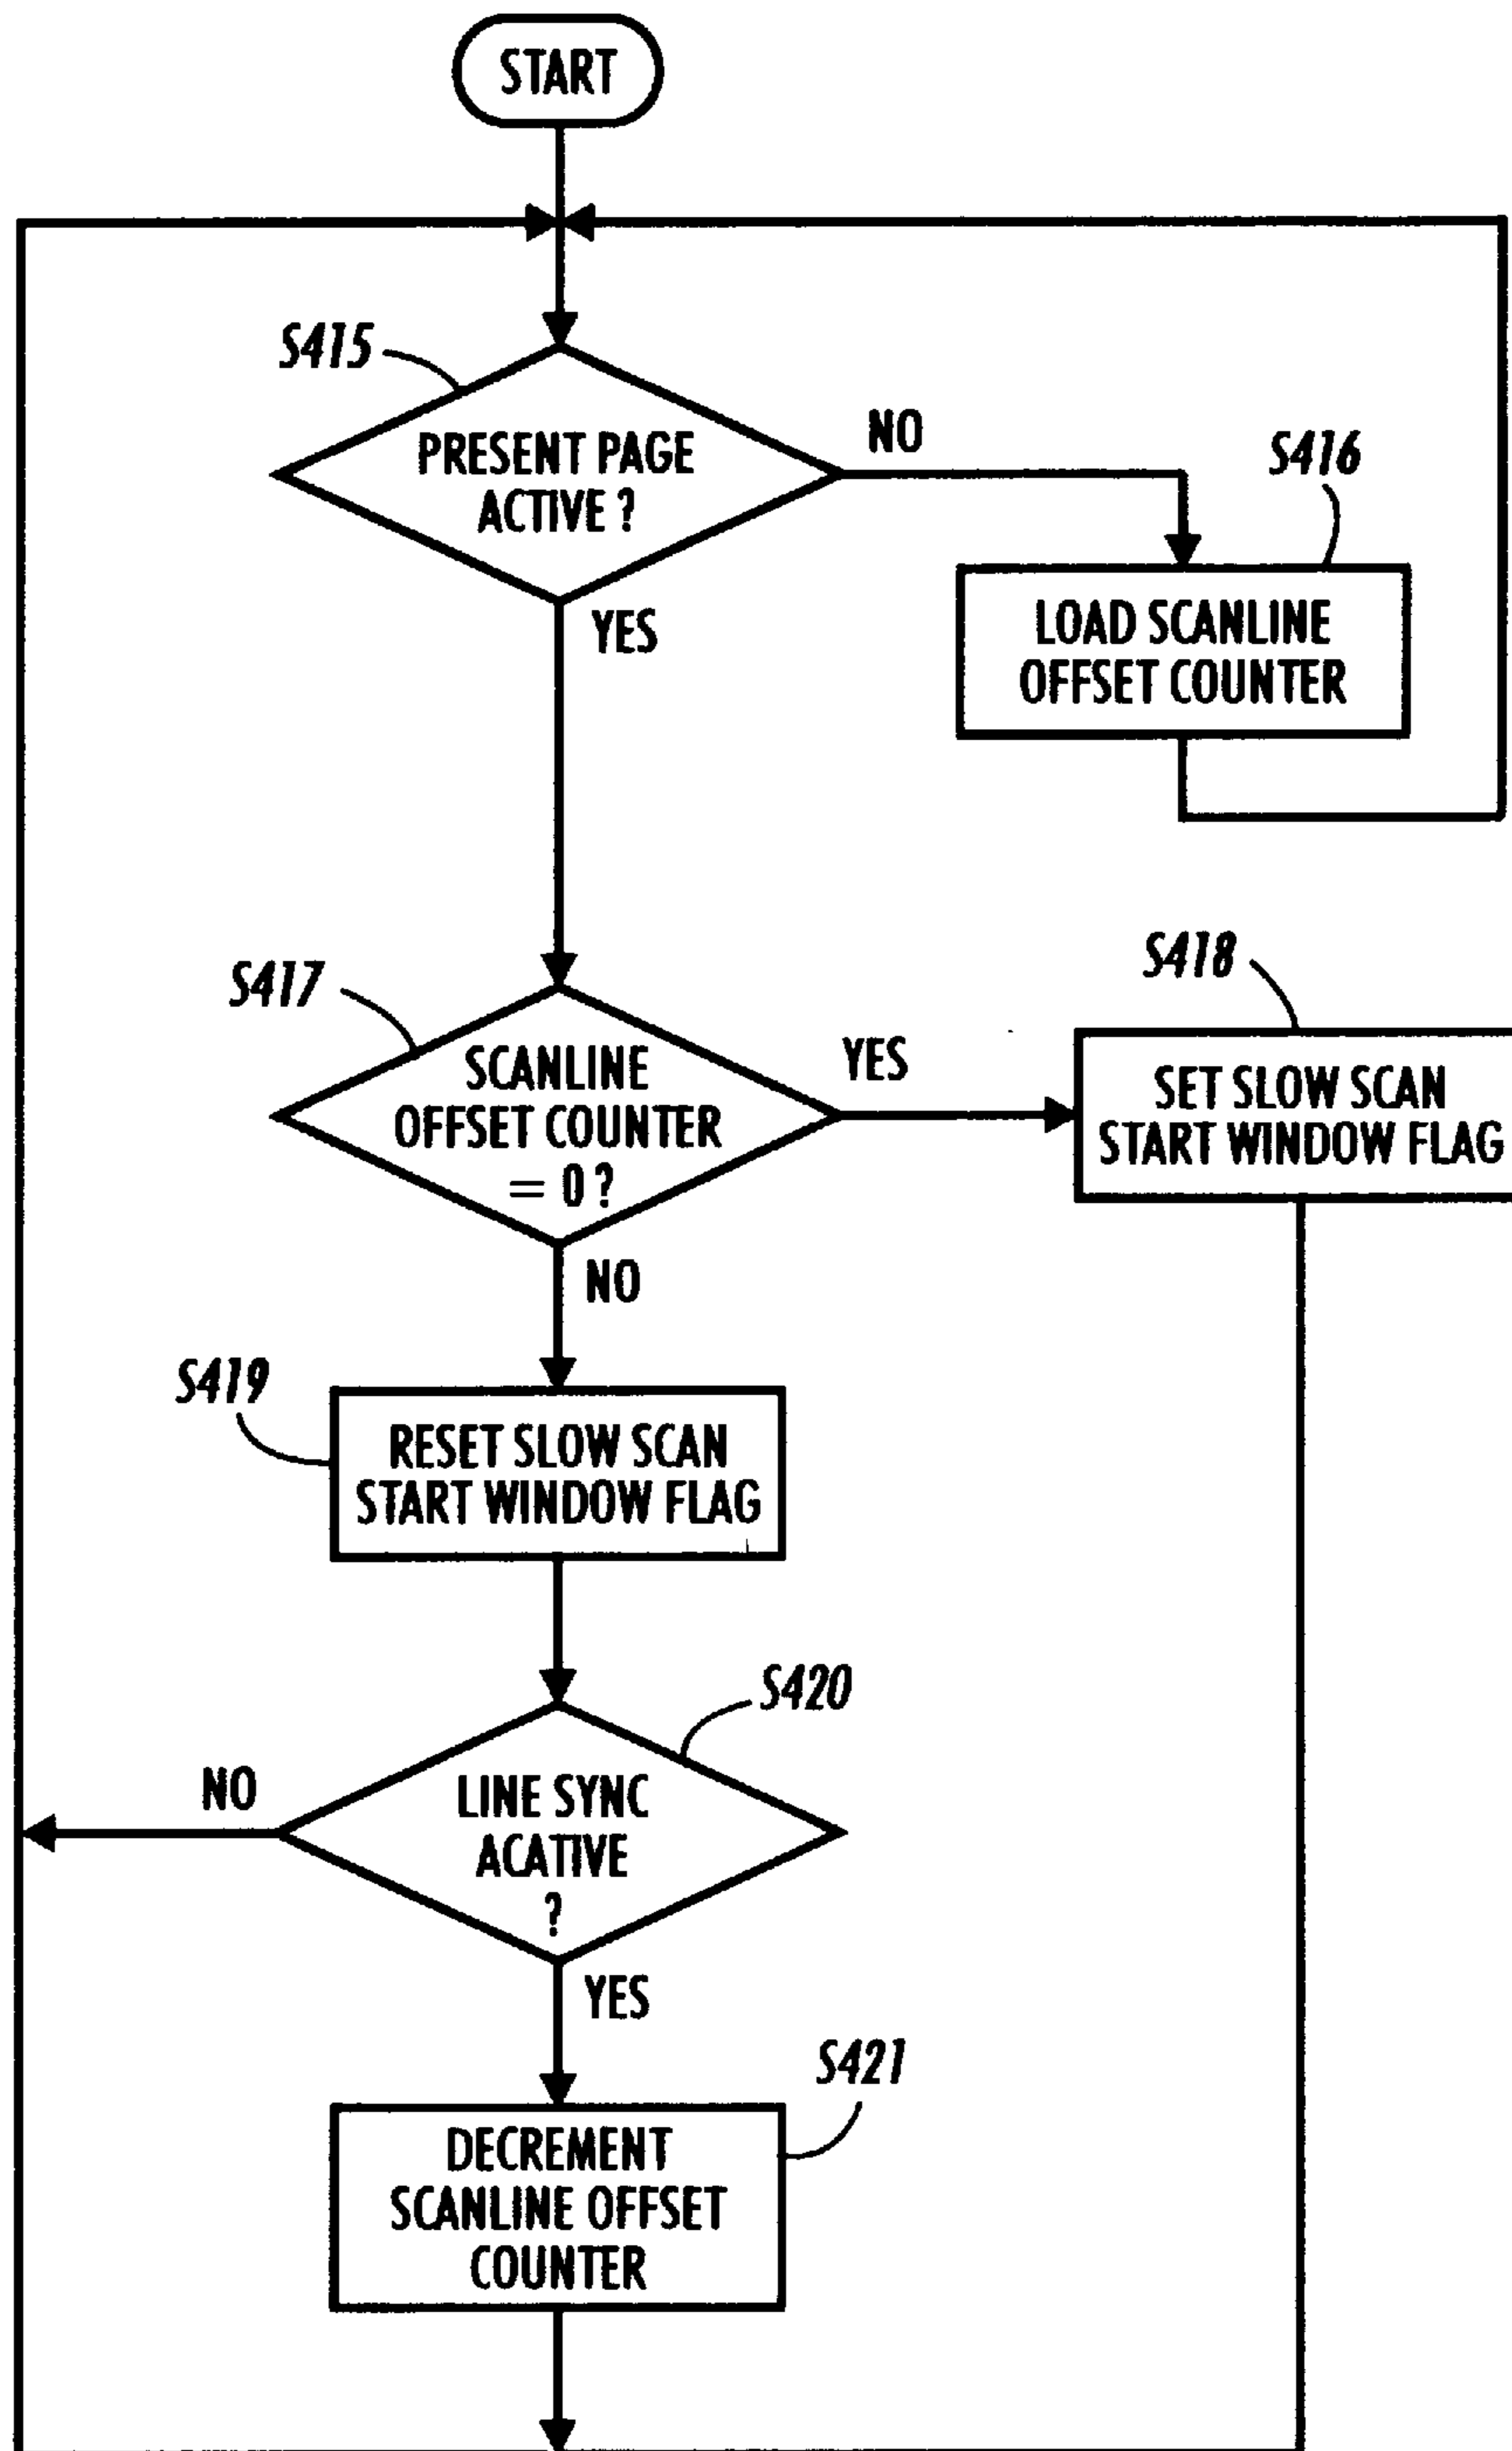 START
S415
PRESENT PAGE
ACTIVE ?
NO
S416
YES
LOAD SCANLINE
OFFSET COUNTER
S417
SCANLINE
OFFSET COUNTER
= 0 ?
YES
S418
SET SLOW SCAN
START WINDOW FLAG
NO
S419
RESET SLOW SCAN
START WINDOW FLAG
S420
LINE SYNC
ACATIVE
?
NO
YES
S421
DECREMENT
SCANLINE OFFSET
COUNTER